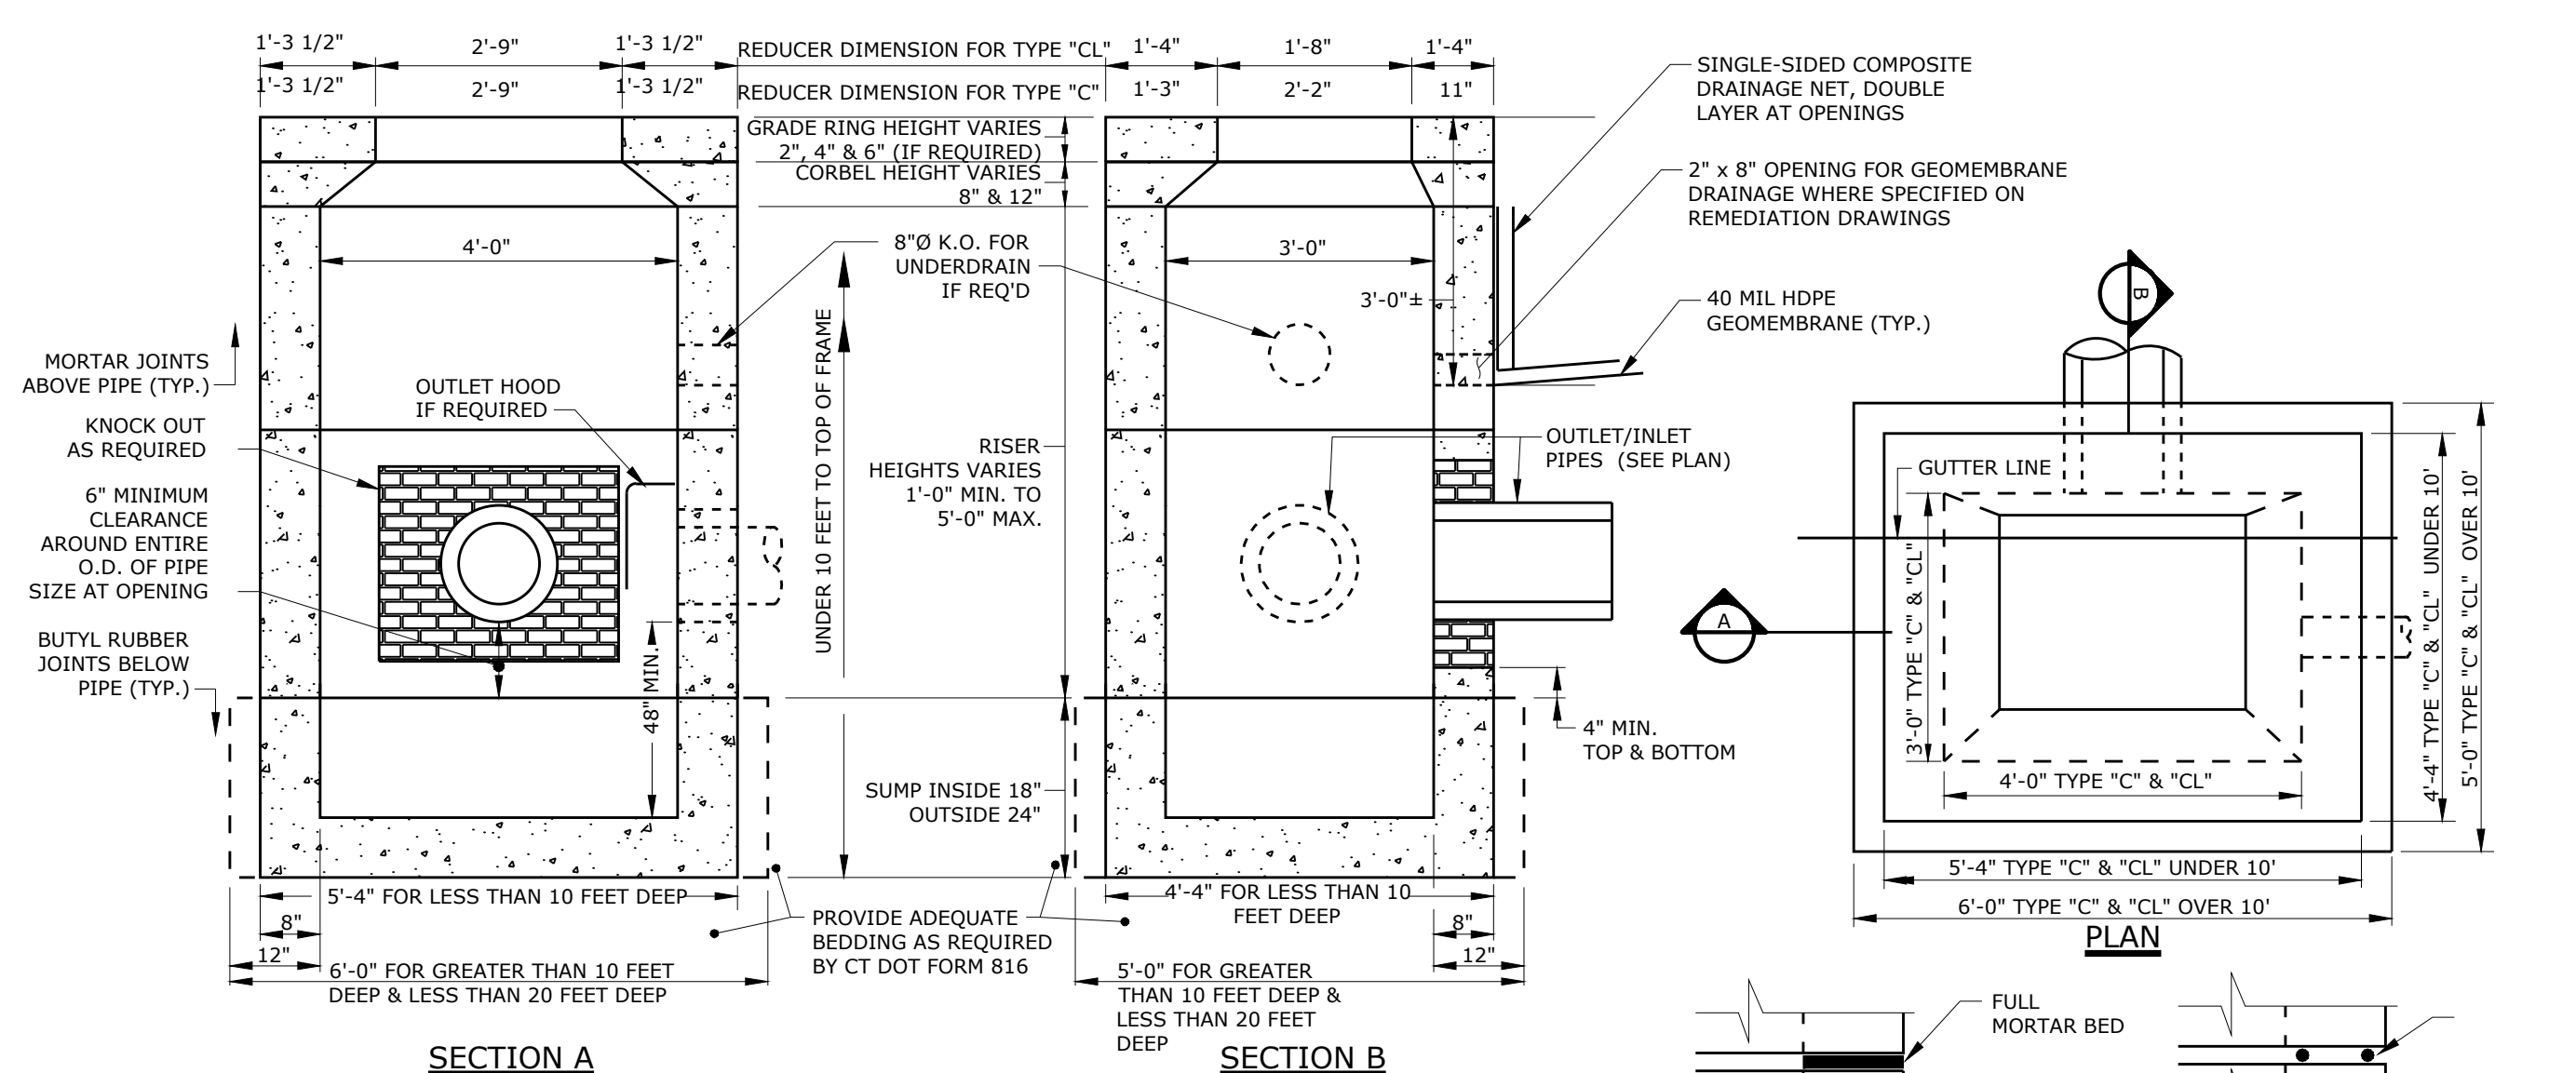 1'-3 1/2" 2'-9" 1'-3 1/2" REDUCER DIMENSION FOR TYPE "CL" 1'-4" 1'-8" 1'-4"
1'-3 1/2" 2'-9" 1'-3 1/2" REDUCER DIMENSION FOR TYPE "C" 1'-3" 2'-2" 11"
GRADE RING HEIGHT VARIES
2", 4" & 6" (IF REQUIRED)
CORBEL HEIGHT VARIES
8" & 12"
SINGLE-SIDED COMPOSITE
DRAINAGE NET, DOUBLE
LAYER AT OPENINGS
2" x 8" OPENING FOR GEOMEMBRANE
DRAINAGE WHERE SPECIFIED ON
REMEDIATION DRAWINGS
4'-0"
8"Ø K.O. FOR
UNDERDRAIN
IF REQ'D
3'-0"
3'-0"±
40 MIL HDPE
GEOMEMBRANE (TYP.)
MORTAR JOINTS
ABOVE PIPE (TYP.)
OUTLET HOOD
IF REQUIRED
KNOCK OUT
AS REQUIRED
6" MINIMUM
CLEARANCE
AROUND ENTIRE
O.D. OF PIPE
SIZE AT OPENING
BUTYL RUBBER
JOINTS BELOW
PIPE (TYP.)
48" MIN.
UNDER 10 FEET TO TOP OF FRAME
RISER
HEIGHTS VARIES
1'-0" MIN. TO
5'-0" MAX.
OUTLET/INLET
PIPES (SEE PLAN)
4" MIN.
TOP & BOTTOM
SUMP INSIDE 18"
OUTSIDE 24"
5'-4" FOR LESS THAN 10 FEET DEEP
8"
12"
6'-0" FOR GREATER THAN 10 FEET
DEEP & LESS THAN 20 FEET DEEP
SECTION A
PROVIDE ADEQUATE
BEDDING AS REQUIRED
BY CT DOT FORM 816
4'-4" FOR LESS THAN 10
FEET DEEP
8"
12"
5'-0" FOR GREATER
THAN 10 FEET DEEP &
LESS THAN 20 FEET
DEEP
SECTION B
B
A
GUTTER LINE
3'-0" TYPE "C" & "CL"
4'-0" TYPE "C" & "CL"
4'-4" TYPE "C" & "CL" UNDER 10'
5'-0" TYPE "C" & "CL" OVER 10'
5'-4" TYPE "C" & "CL" UNDER 10'
6'-0" TYPE "C" & "CL" OVER 10'
PLAN
FULL
MORTAR BED